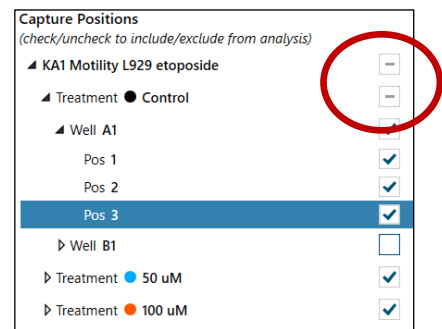 Capture Positions
(check/uncheck to include/exclude from analysis)
KA1 Motility L929 etoposide
Treatment Control
Well A1
Pos 1
Pos 2
Pos 3
Well B1
Treatment 50 uM
Treatment 100 uM